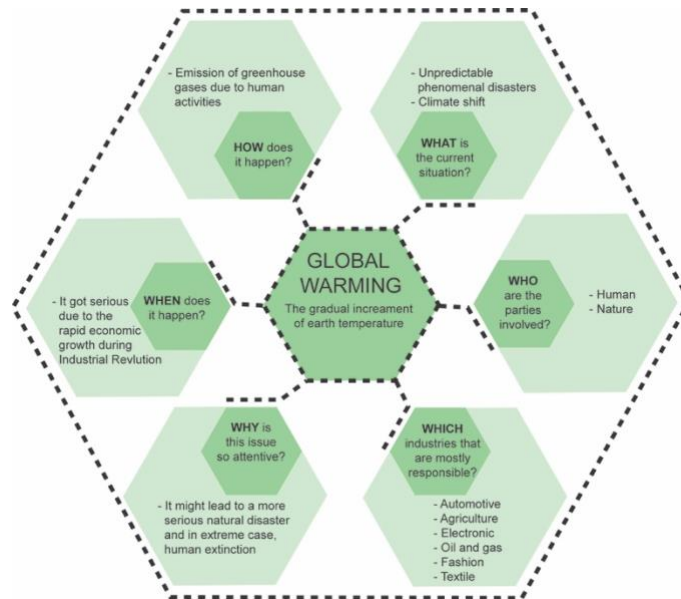 - Emission of greenhouse
gases due to human
activities
HOW does
it happen?
- Unpredictable
phenomenal disasters
- Climate shift
WHAT is
the current
situation?
GLOBAL
WARMING
The gradual increament
of earth temperature
- It got serious
due to the
rapid economic
growth during
Industrial Revlution
WHEN does
it happen?
WHO
are the
parties
involved?
- Human
- Nature
WHY is
this issue
so attentive?
- It might lead to a more
serious natural disaster
and in extreme case,
human extinction
WHICH
industries that
are mostly
responsible?
- Automotive
- Agriculture
- Electronic
- Oil and gas
- Fashion
- Textile